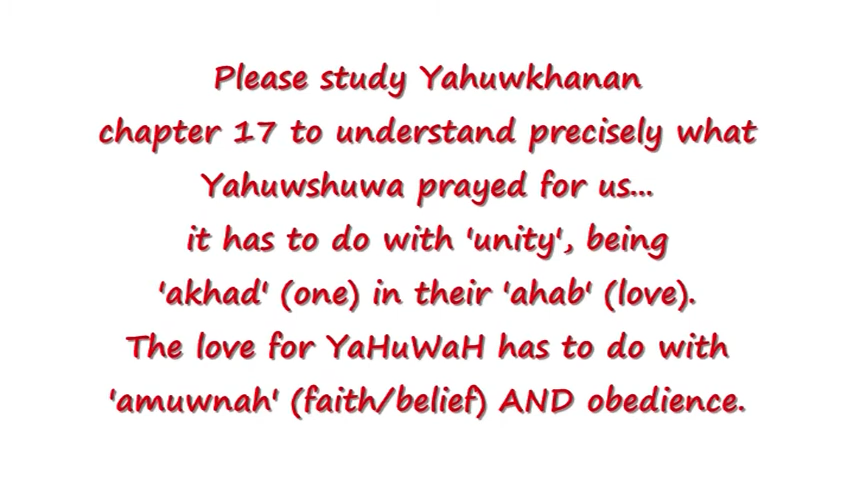 Please study Yahuwkhanan
chapter 17 to understand precisely what
Yahuwshuwa prayed for us...
it has to do with 'unity', being
'akhad' (one) in their 'ahab' (love).
The love for YaHuWaH has to do with
'amuwnah' (faith/belief) AND obedience.